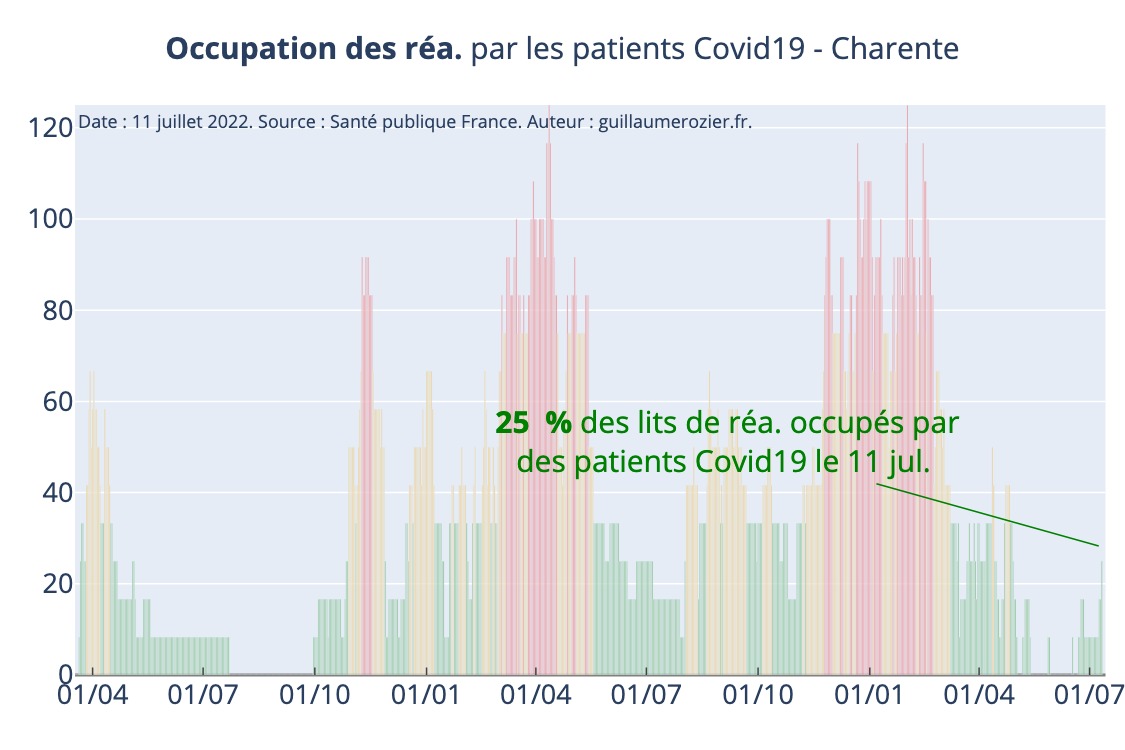 Occupation des réa. par les patients Covid19 - Charente
Date : 11 juillet 2022. Source : Santé publique France. Auteur : guillaumerozier.fr.
120
100
80
60
40
20
0
25 % des lits de réa. occupés par
des patients Covid19 le 11 jul.
01/04 01/07 01/10 01/01 01/04 01/07 01/10 01/01 01/04 01/07